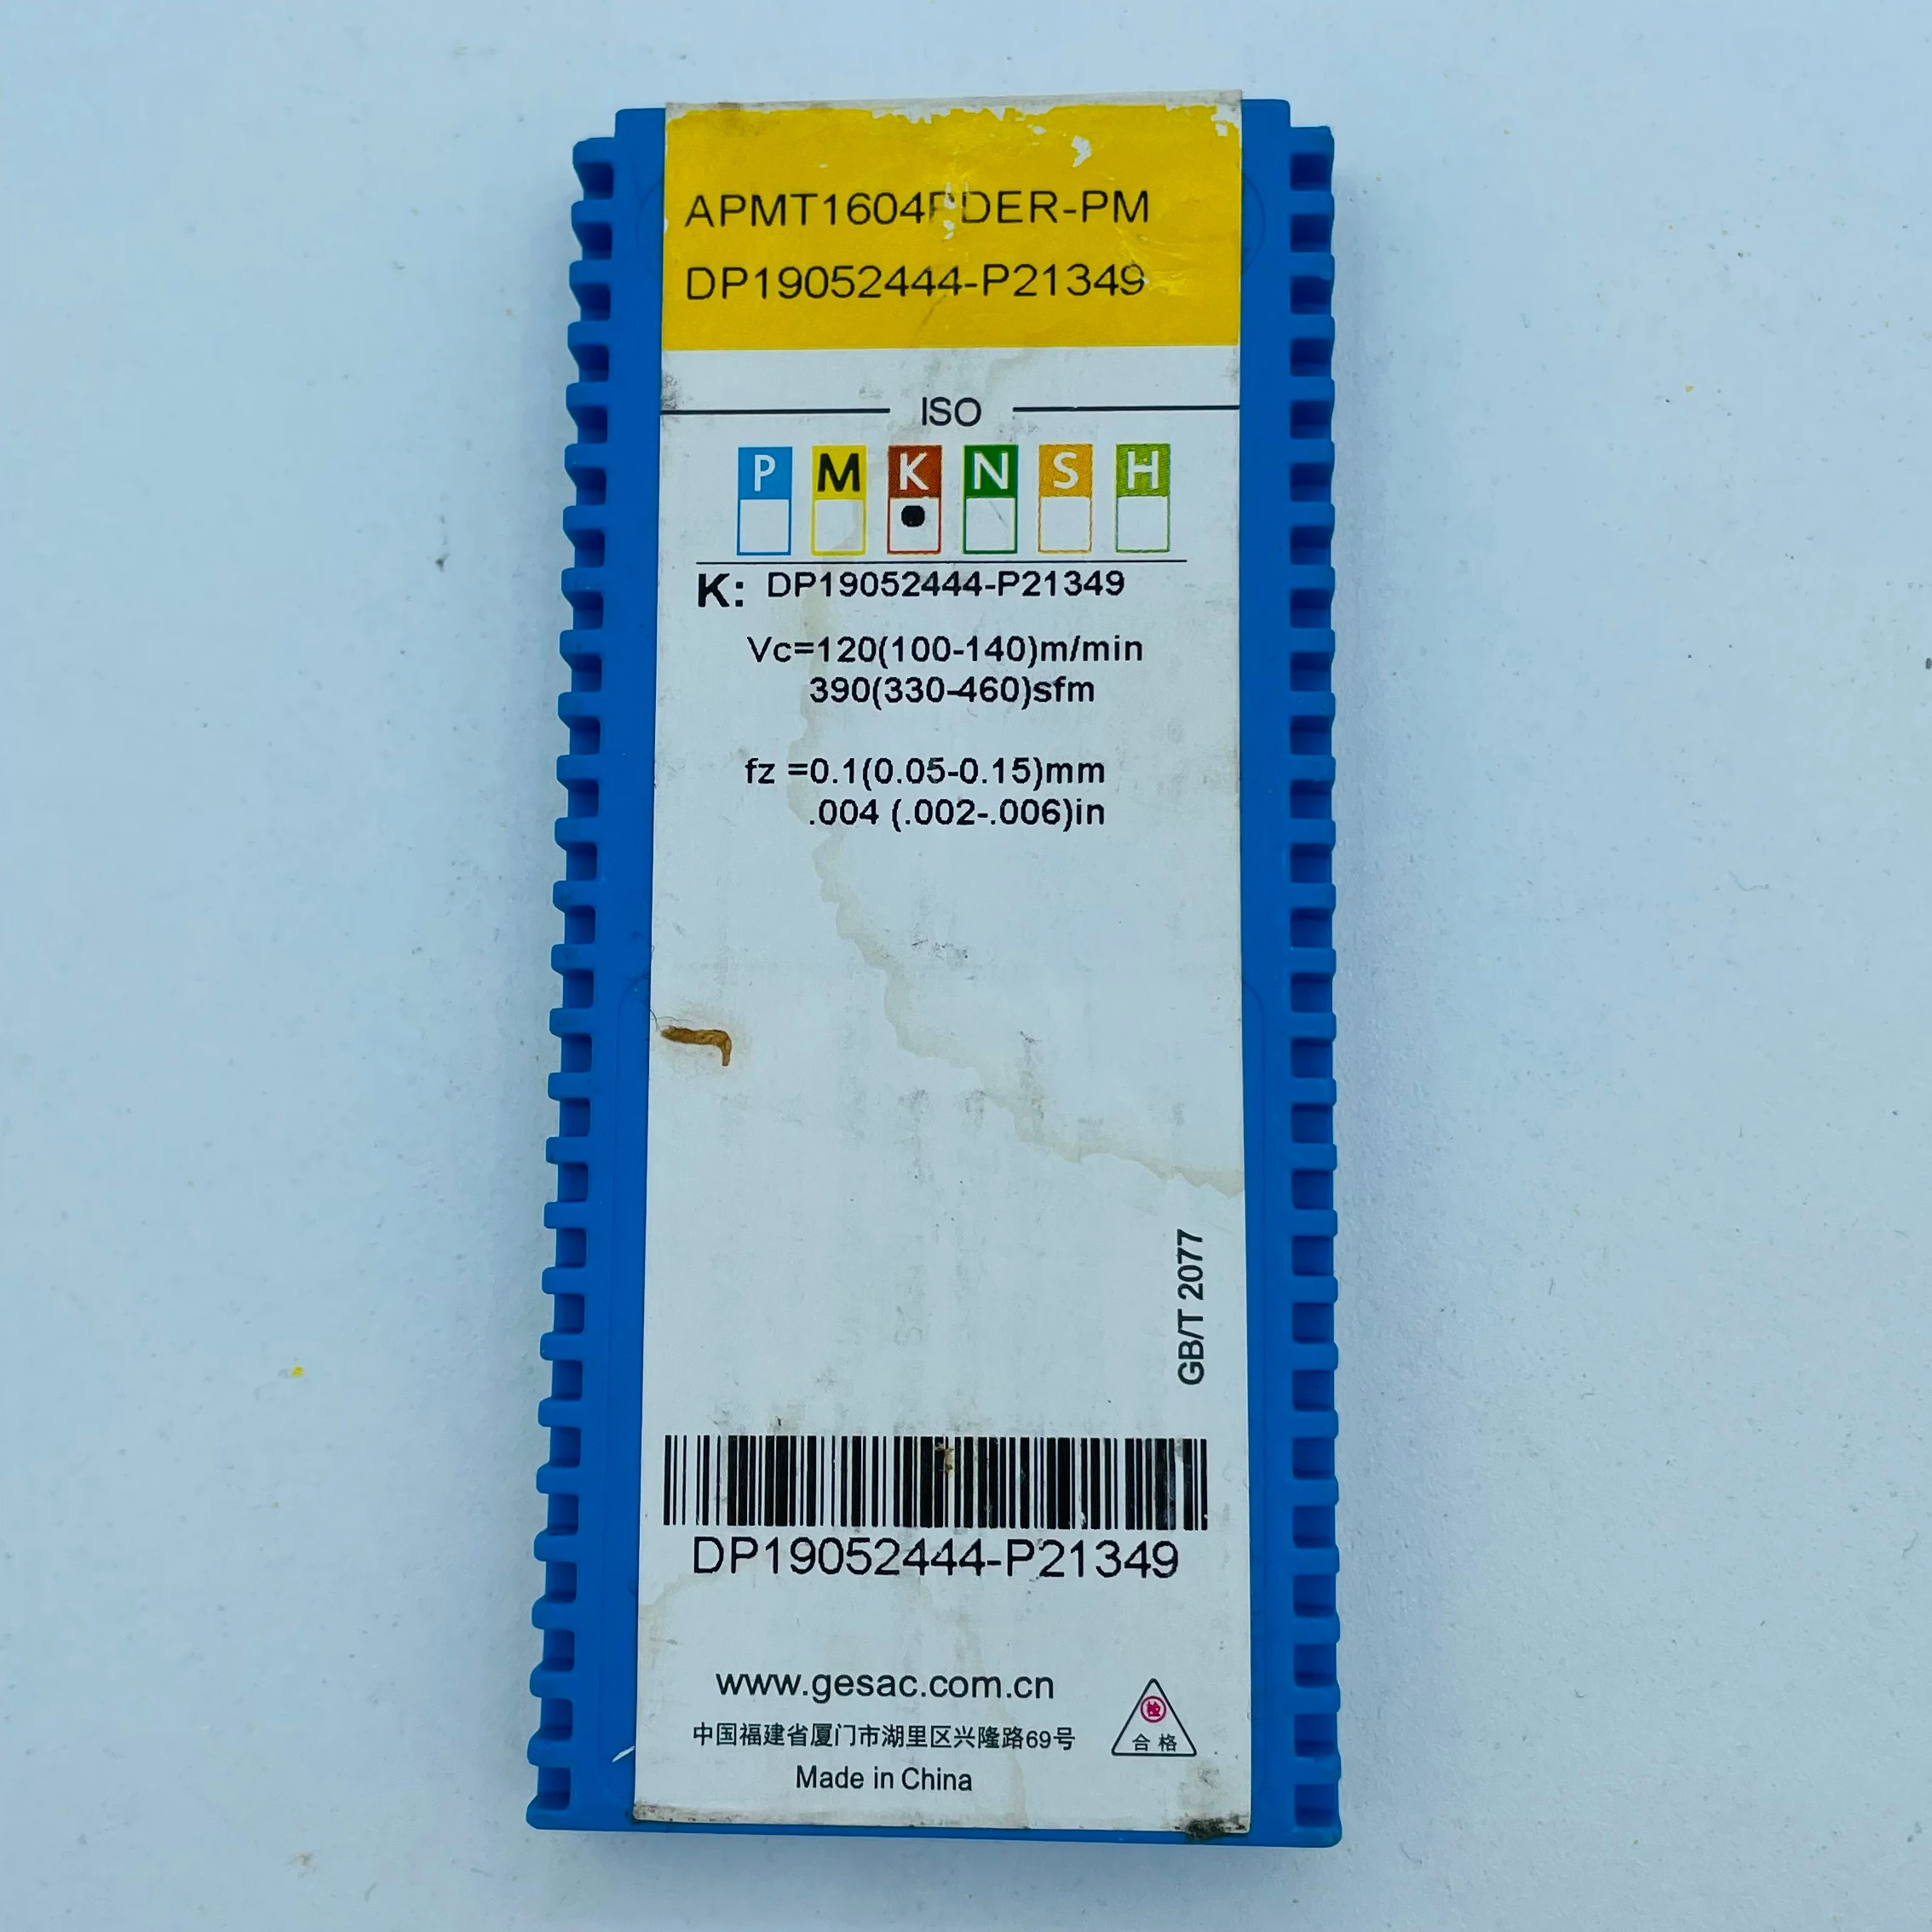 APMT1604PDER-PM
DP19052444-P21349
ISO
P M K N S H
K: DP19052444-P21349
Vc=120(100-140)m/min
390(330-460)sfm
fz =0.1(0.05-0.15)mm
.004 (.002-.006)in
GB/T 2077
DP19052444-P21349
www.gesac.com.cn
中国福建省厦门市湖里区兴隆路69号
检
合格
Made in China